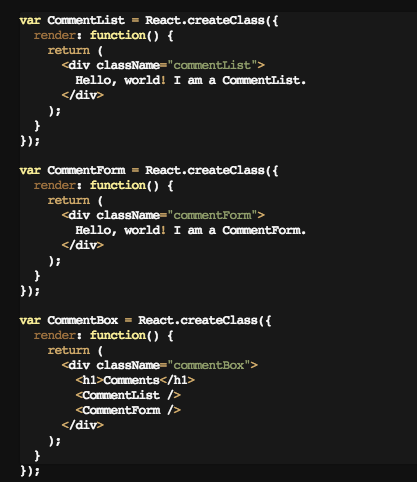 var CommentList = React.createClass({
  render: function() {
    return (
      <div className="commentList">
        Hello, world! I am a CommentList.
      </div>
    );
  }
});

var CommentForm = React.createClass({
  render: function() {
    return (
      <div className="commentForm">
        Hello, world! I am a CommentForm.
      </div>
    );
  }
});

var CommentBox = React.createClass({
  render: function() {
    return (
      <div className="commentBox">
        <h1>Comments</h1>
        <CommentList />
        <CommentForm />
      </div>
    );
  }
});